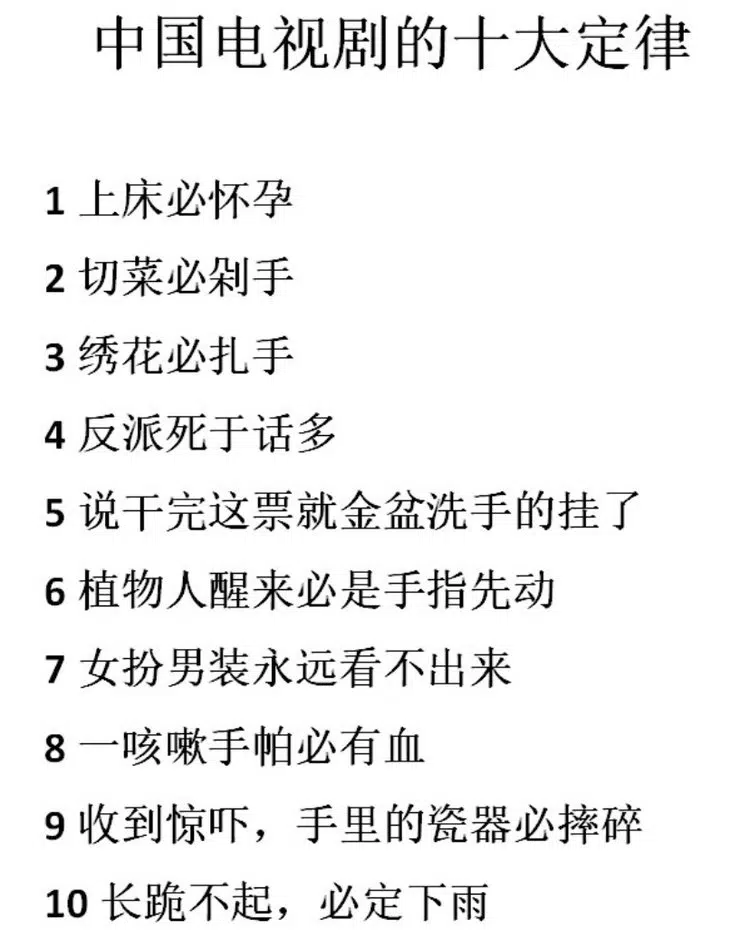 中国电视剧的十大定律
1 上床必怀孕
2 切菜必剁手
3 绣花必扎手
4 反派死于话多
5 说干完这票就金盆洗手的挂了
6 植物人醒来必是手指先动
7 女扮男装永远看不出来
8 一咳嗽手帕必有血
9 收到惊吓，手里的瓷器必摔碎
10 长跪不起，必定下雨